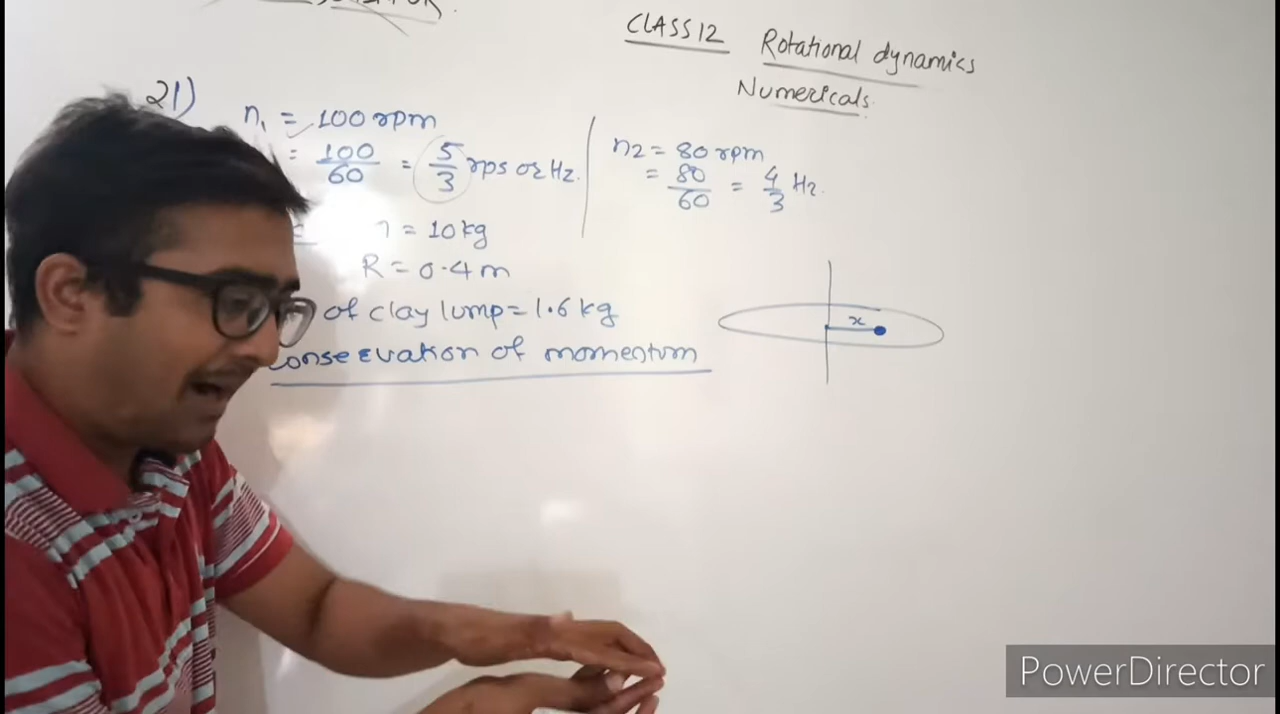 CLASS 12 Rotational dynamics
Numericals.
21)
n₁ = 100 rpm
= 100/60 = 5/3 rps or Hz.
n2 = 80 rpm
= 80/60 = 4/3 Hz.
= 10 kg
R = 0.4 m
of clay lump = 1.6 kg
conservation of momentum
x
PowerDirector